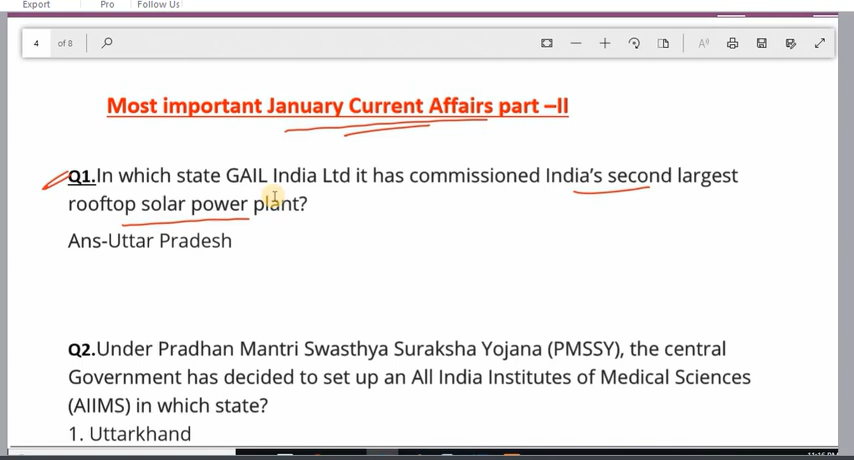 Export Pro Follow Us
4 of 8
Most important January Current Affairs part –II
Q1.In which state GAIL India Ltd it has commissioned India's second largest
rooftop solar power plant?
Ans-Uttar Pradesh
Q2.Under Pradhan Mantri Swasthya Suraksha Yojana (PMSSY), the central
Government has decided to set up an All India Institutes of Medical Sciences
(AIIMS) in which state?
1. Uttarkhand